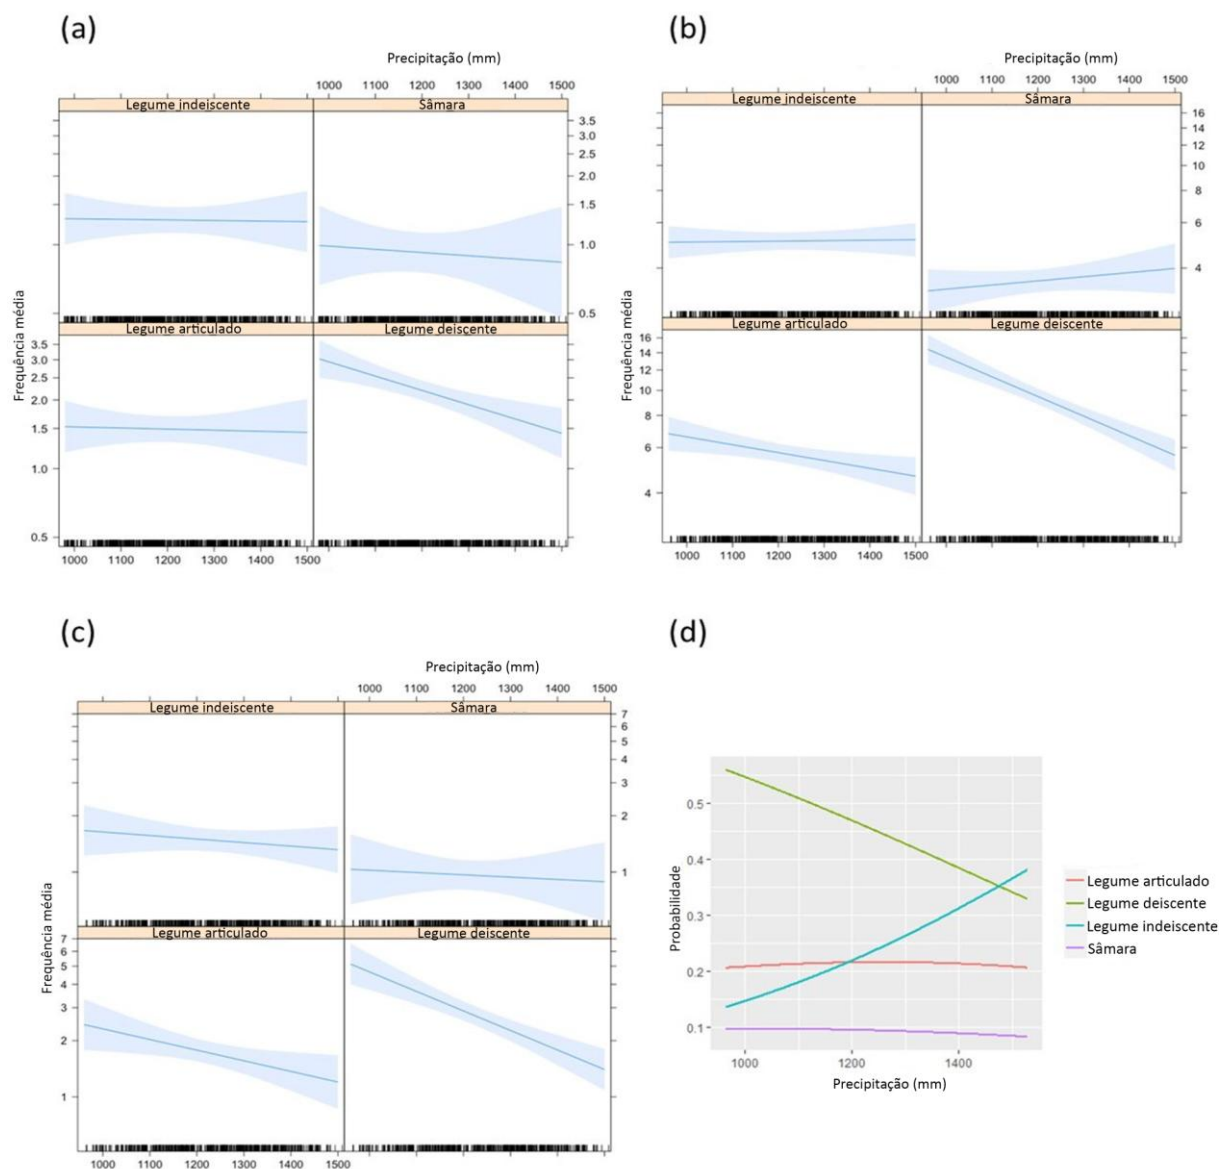 (a)
Precipitação (mm)
1000 1100 1200 1300 1400 1500
Legume indeiscente Sâmara
3.5
3.0
2.5
2.0
1.5
1.0
0.5
Frequência média
Legume articulado Legume deiscente
3.5
3.0
2.5
2.0
1.5
1.0
0.5
1000 1100 1200 1300 1400 1500
(b)
Precipitação (mm)
1000 1100 1200 1300 1400 1500
Legume indeiscente Sâmara
16
14
12
10
8
6
4
Frequência média
Legume articulado Legume deiscente
16
14
12
10
8
6
4
1000 1100 1200 1300 1400 1500
(c)
Precipitação (mm)
1000 1100 1200 1300 1400 1500
Legume indeiscente Sâmara
7
6
5
4
3
2
1
Frequência média
Legume articulado Legume deiscente
7
6
5
4
3
2
1
1000 1100 1200 1300 1400 1500
(d)
Probabilidade
0.5
0.4
0.3
0.2
0.1
1000 1200 1400
Precipitação (mm)
Legume articulado
Legume deiscente
Legume indeiscente
Sâmara